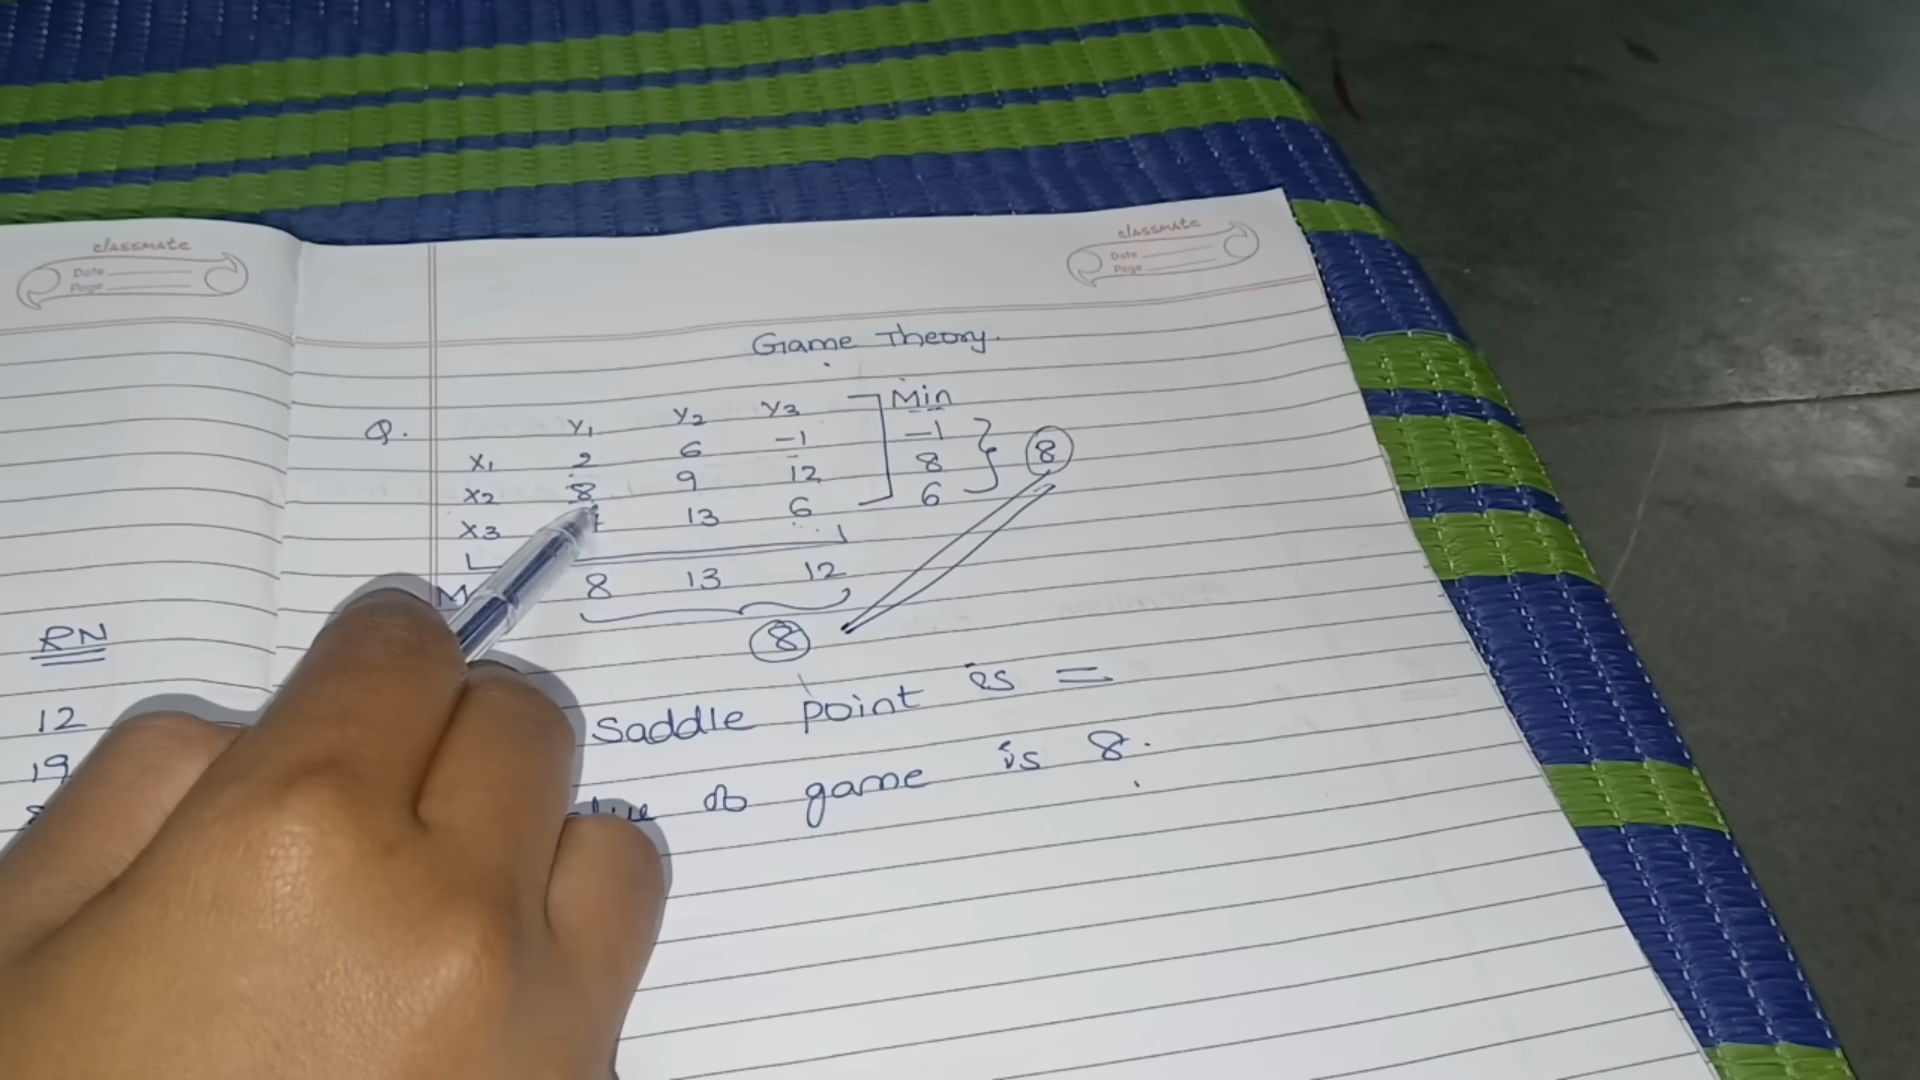 classmate
Date
Page
classmate
Date
Page
Game Theory.
Q. Y1 Y2 Y3 Min
X1 2 6 -1 -1
X2 8 9 12 8 8
X3 13 6 6
M 8 13 12
8
Saddle point is =
of game is 8.
RN
12
19